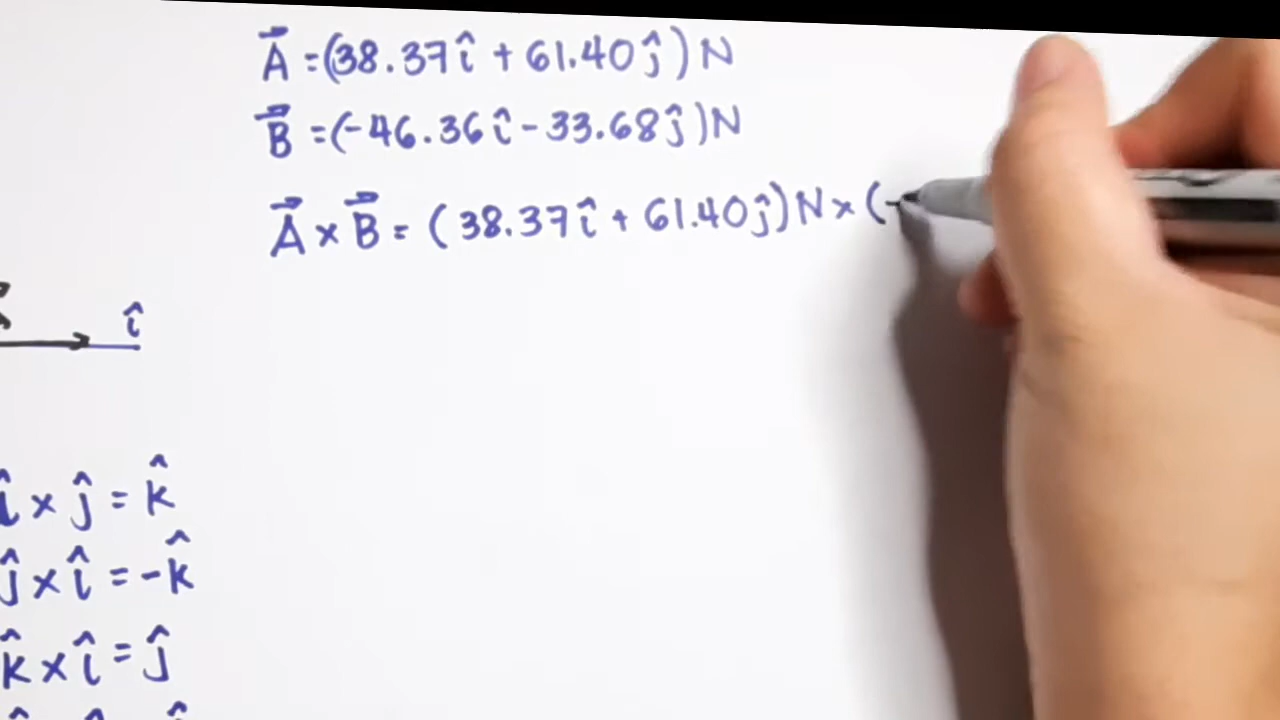 A⃗ = (38.37î + 61.40ĵ) N
B⃗ = (-46.36î - 33.68ĵ) N
A⃗ × B⃗ = (38.37î + 61.40ĵ) N × (-
î
î × ĵ = k̂
ĵ × î = -k̂
k̂ × î = ĵ